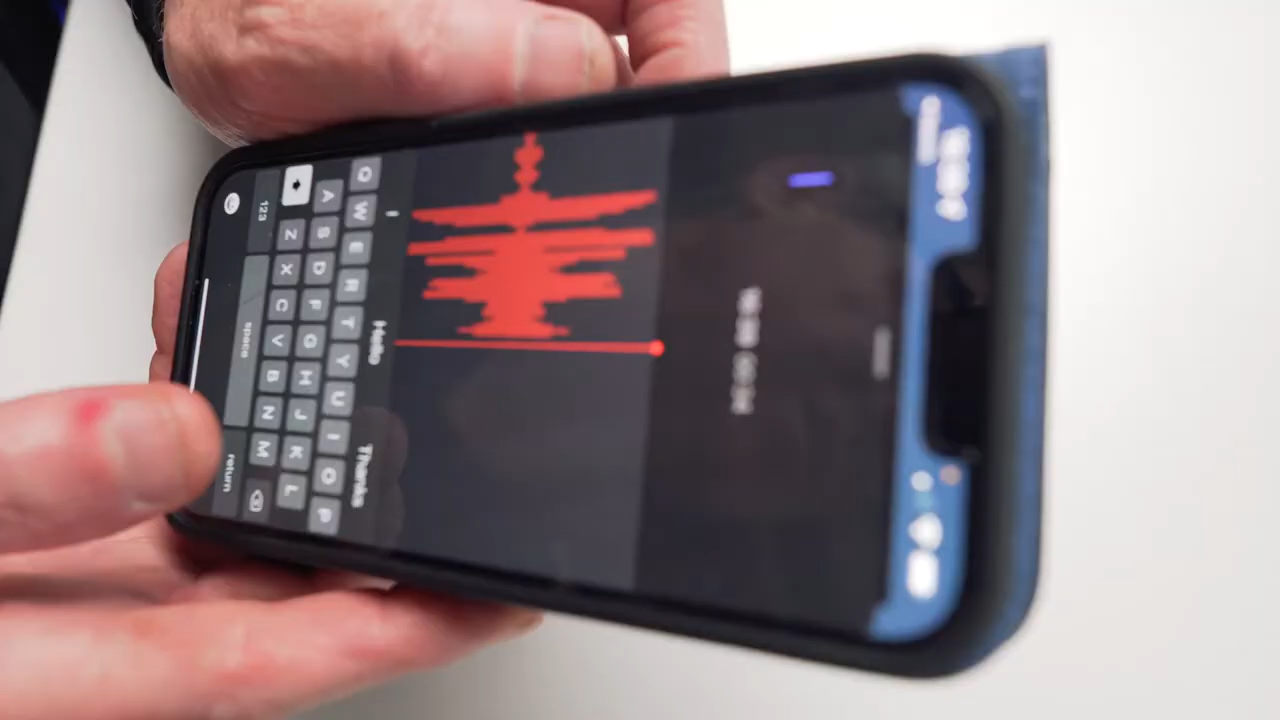 Hello Thanks
Q W E R T Y U I O P
A S D F G H J K L
Z X C V B N M
123 space return